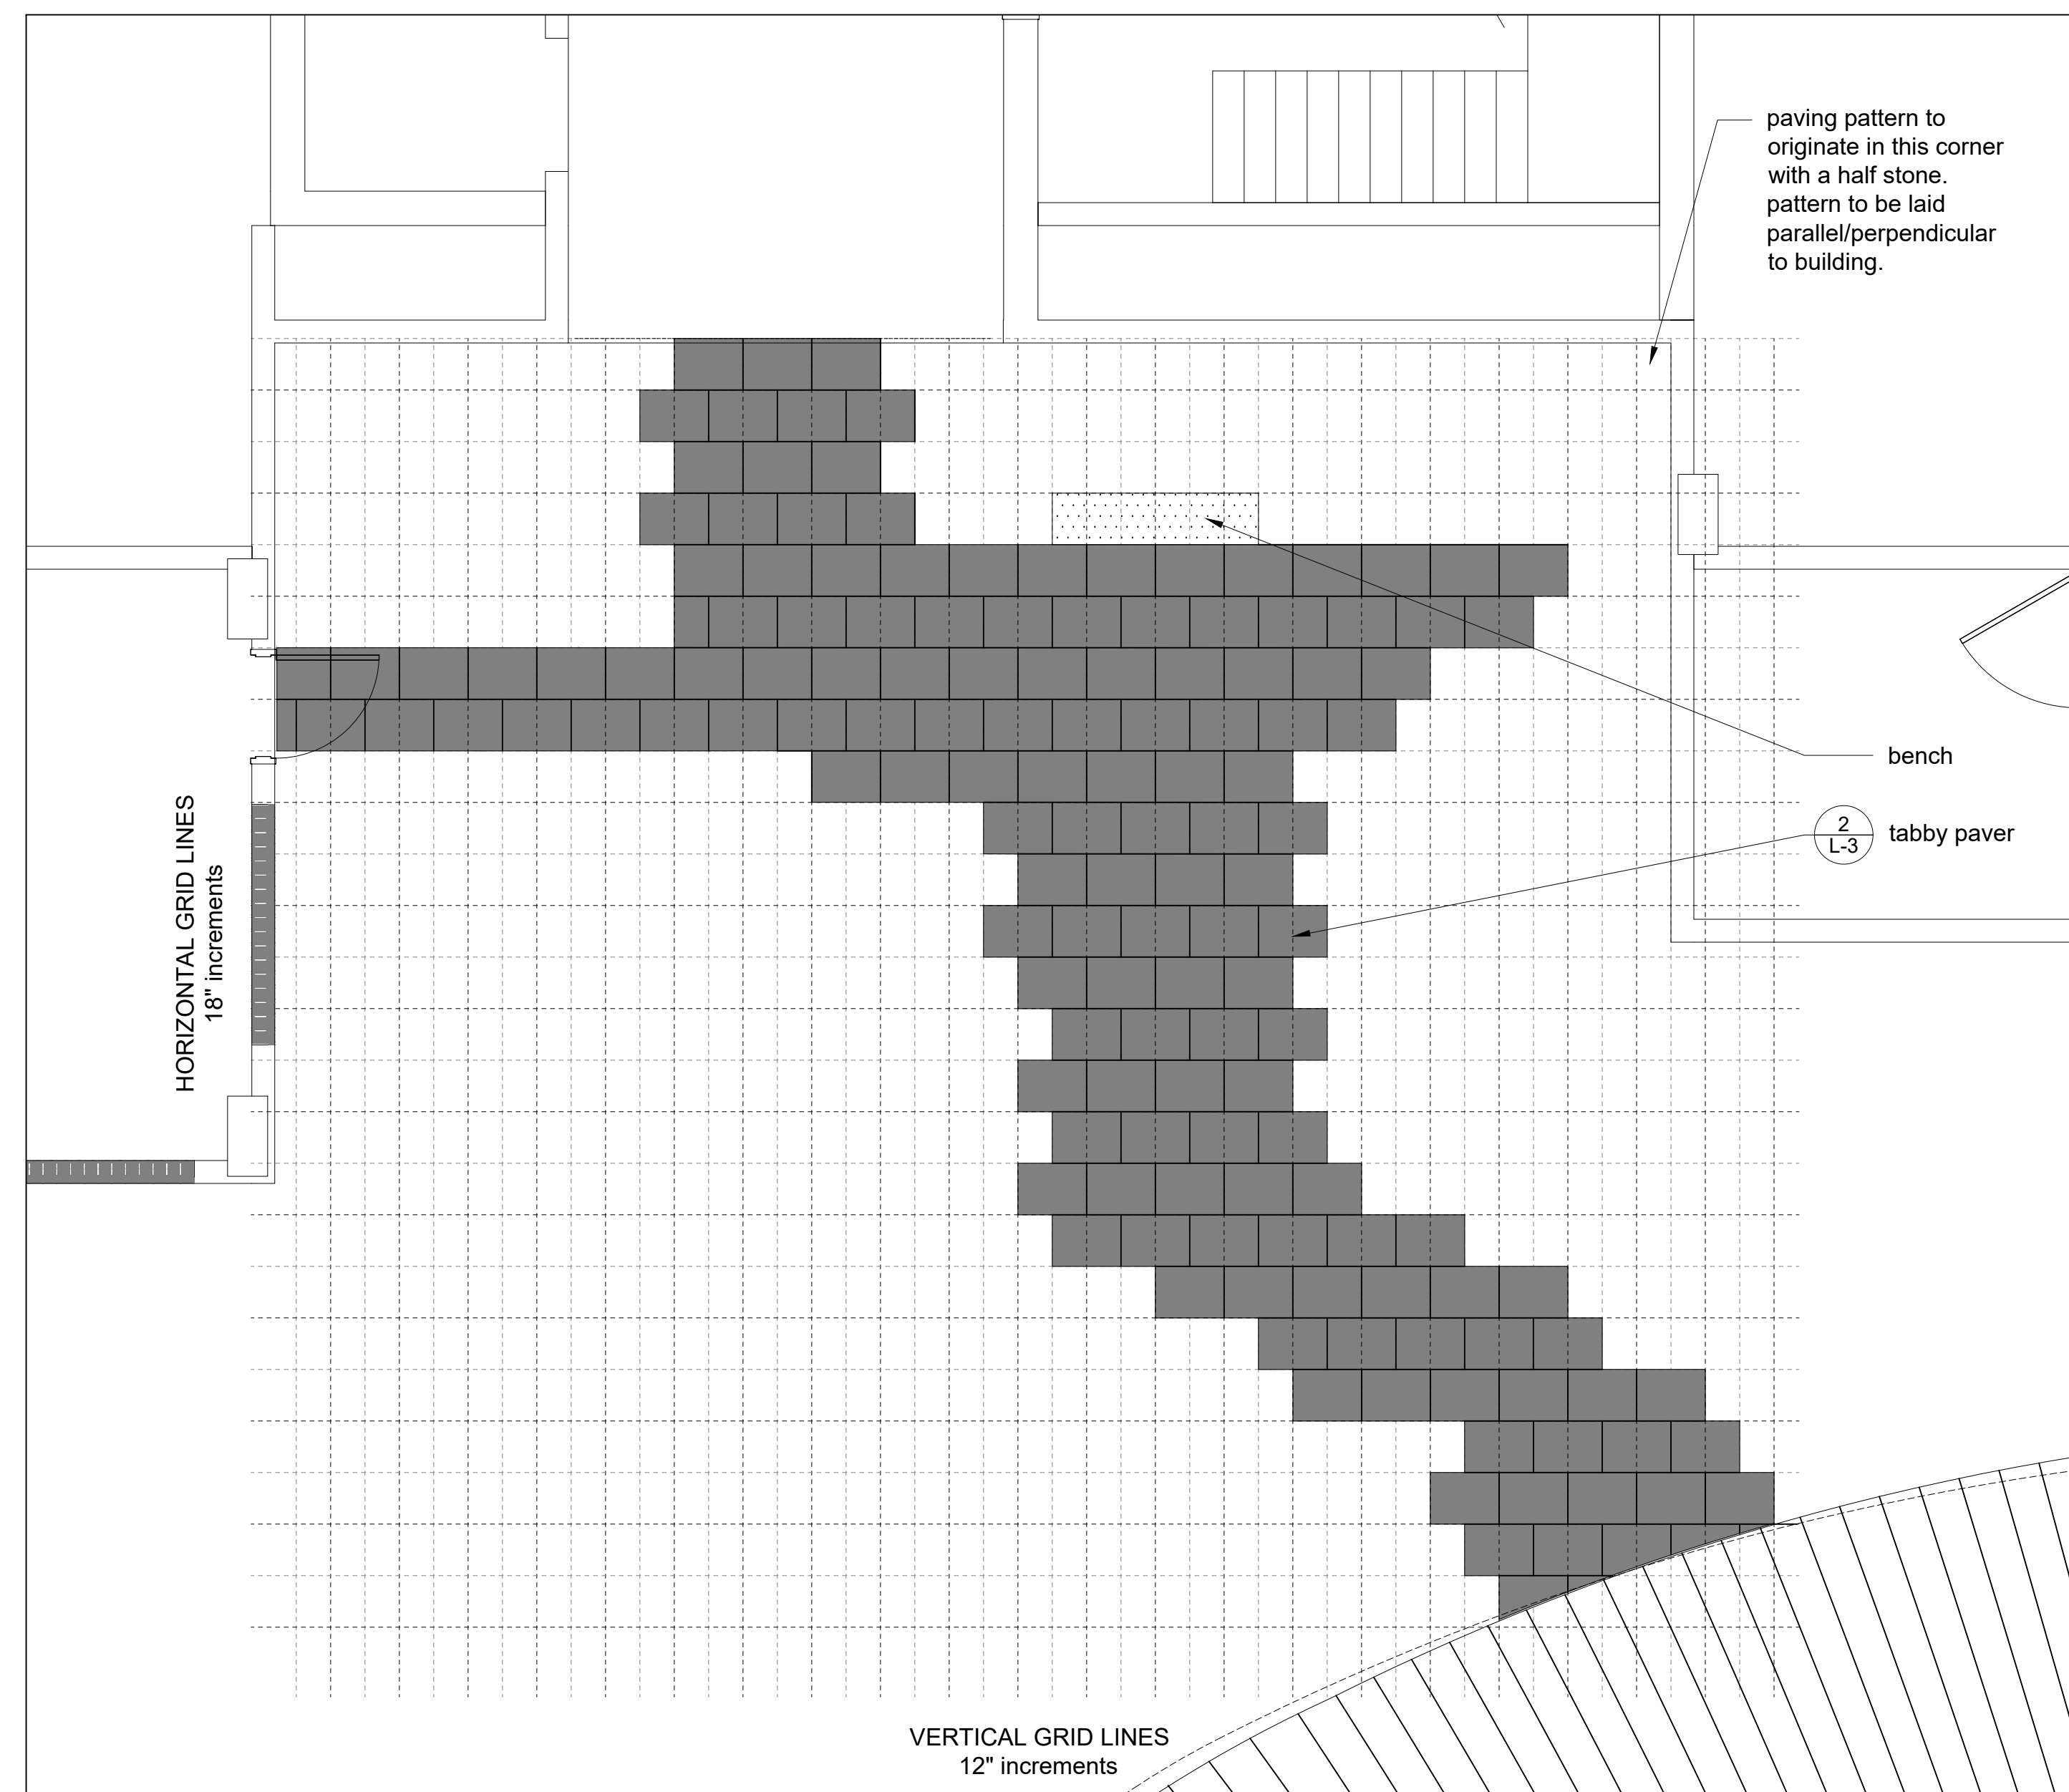 paving pattern to
originate in this corner
with a half stone.
pattern to be laid
parallel/perpendicular
to building.
bench
2
L-3
tabby paver
HORIZONTAL GRID LINES
18" increments
VERTICAL GRID LINES
12" increments